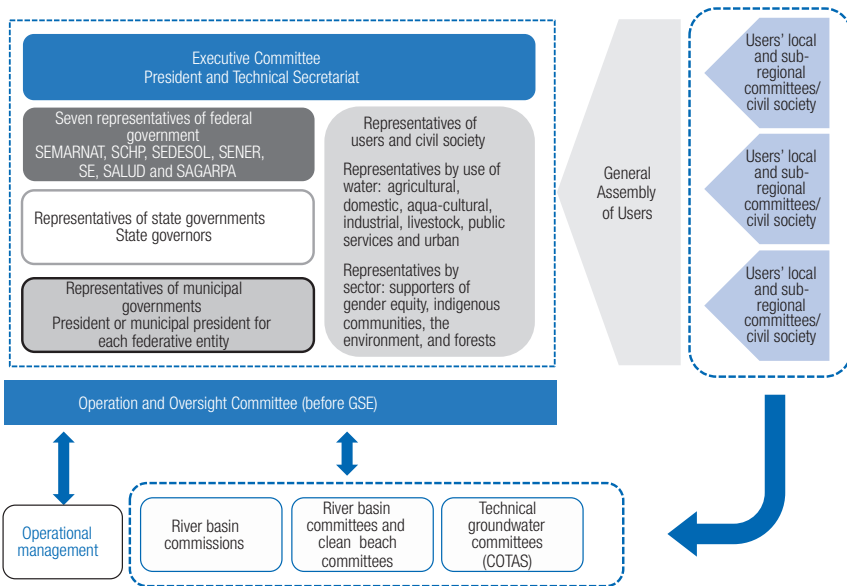 Executive Committee
President and Technical Secretariat
Seven representatives of federal
government
SEMARNAT, SCHP, SEDESOL, SENER,
SE, SALUD and SAGARPA
Representatives of state governments
State governors
Representatives of municipal
governments
President or municipal president for
each federative entity
Representatives of
users and civil society
Representatives by use of
water: agricultural,
domestic, aqua-cultural,
industrial, livestock, public
services and urban
Representatives by
sector: supporters of
gender equity, indigenous
communities, the
environment, and forests
General
Assembly
of Users
Users' local
and sub-
regional
committees/
civil society
Users' local
and sub-
regional
committees/
civil society
Users' local
and sub-
regional
committees/
civil society
Operation and Oversight Committee (before GSE)
Operational
management
River basin
commissions
River basin
committees and
clean beach
committees
Technical
groundwater
committees
(COTAS)